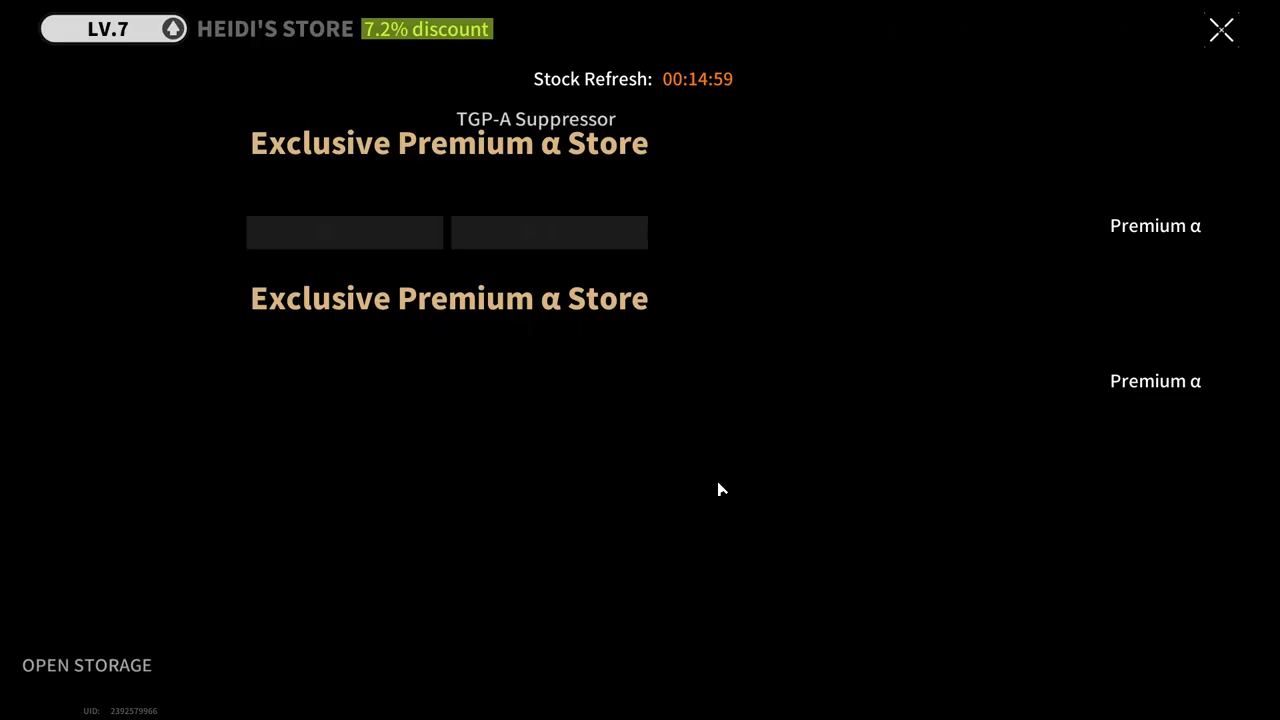 LV.7 HEIDI'S STORE 7.2% discount
Stock Refresh: 00:14:59
TGP-A Suppressor
Exclusive Premium α Store
Premium α
Exclusive Premium α Store
Premium α
OPEN STORAGE
UID: 2392579966